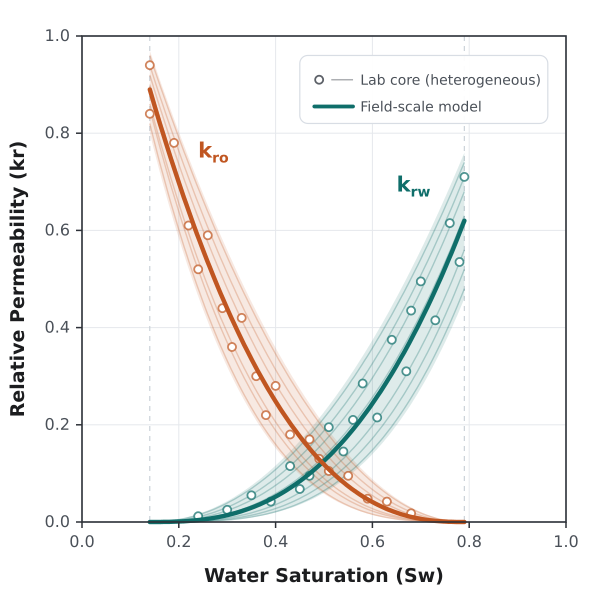 1.0
0.8
0.6
0.4
0.2
0.0
0.0 0.2 0.4 0.6 0.8 1.0
Relative Permeability (kr)
Water Saturation (Sw)
Lab core (heterogeneous)
Field-scale model
kro
krw